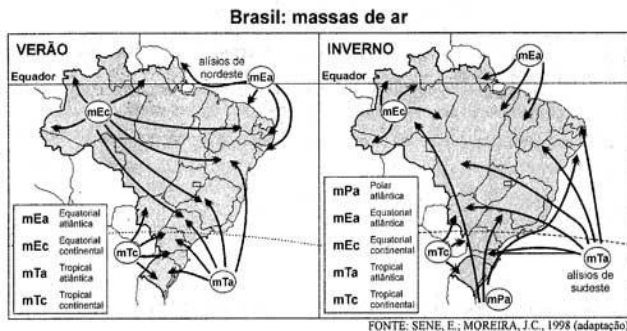 Brasil: massas de ar
VERÃO
alísios de
nordeste
mEa
Equador
mEc
mEa Equatorial
atlântica
mEc Equatorial
continental
mTa Tropical
atlântica
mTc Tropical
continental
mTc
mTa
INVERNO
mEa
Equador
mEc
mPa Polar
atlântica
mEa Equatorial
atlântica
mEc Equatorial
continental
mTa Tropical
atlântica
mTc Tropical
continental
mTc
mTa
alísios de
sudeste
mPa
FONTE: SENE, E.; MOREIRA, J.C., 1998 (adaptação)